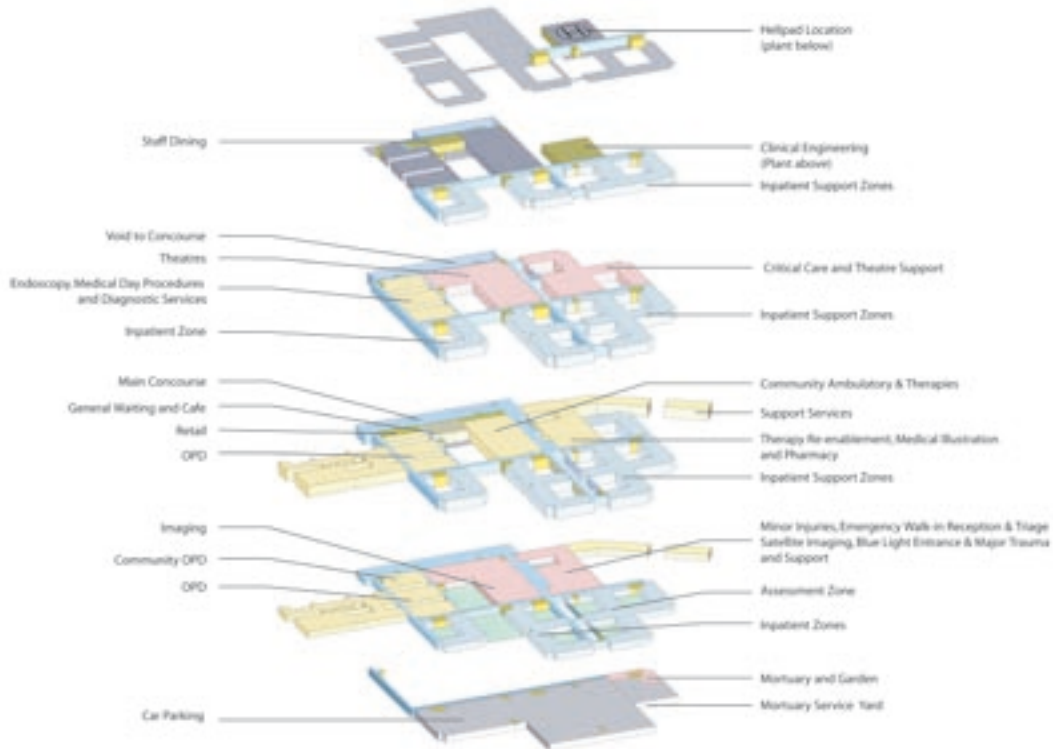 Helipad Location
(plant below)
Staff Dining
Clinical Engineering
(Plant above)
Inpatient Support Zones
Void to Concourse
Theatres
Endoscopy, Medical Day Procedures
and Diagnostic Services
Inpatient Zone
Critical Care and Theatre Support
Inpatient Support Zones
Main Concourse
General Waiting and Cafe
Retail
OPD
Community Ambulatory & Therapies
Support Services
Therapy Re-enablement, Medical Illustration
and Pharmacy
Inpatient Support Zones
Imaging
Community OPD
OPD
Minor Injuries, Emergency Walk-in Reception & Triage
Satellite Imaging, Blue Light Entrance & Major Trauma
and Support
Assessment Zone
Inpatient Zones
Car Parking
Mortuary and Garden
Mortuary Service Yard